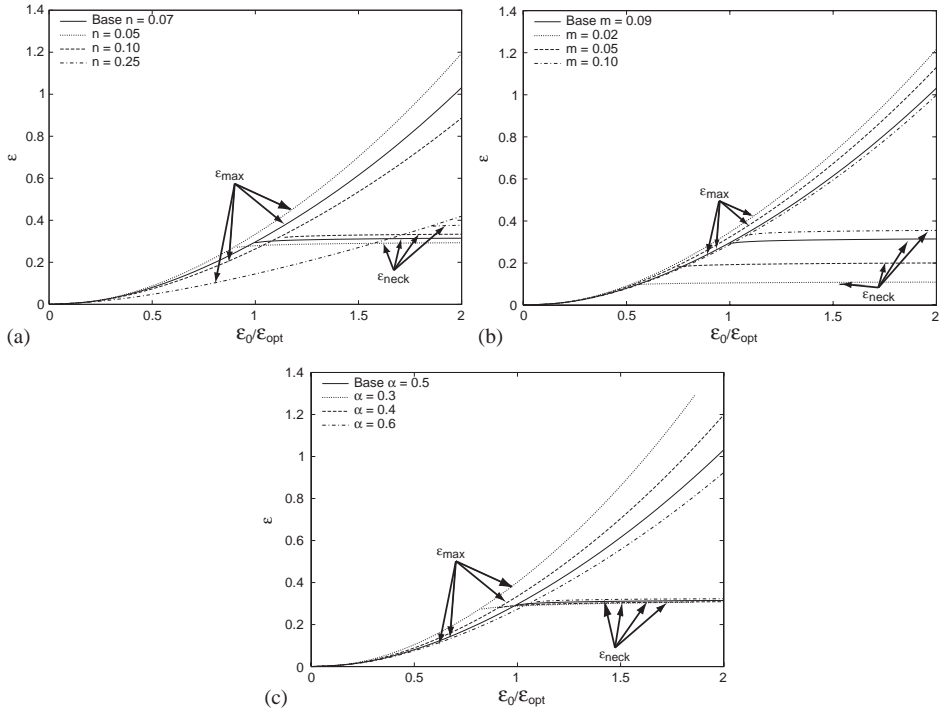 1.4
Base n = 0.07
n = 0.05
n = 0.10
n = 0.25
1.2
1
0.8
ε
0.6
εmax
0.4
0.2
εneck
0
0
0.5
1
1.5
2
(a)
ε0/εopt
1.4
Base m = 0.09
m = 0.02
m = 0.05
m = 0.10
1.2
1
0.8
ε
0.6
εmax
0.4
0.2
εneck
0
0
0.5
1
1.5
2
(b)
ε0/εopt
1.4
Base α = 0.5
α = 0.3
α = 0.4
α = 0.6
1.2
1
0.8
ε
0.6
εmax
0.4
0.2
εneck
0
0
0.5
1
1.5
2
(c)
ε0/εopt